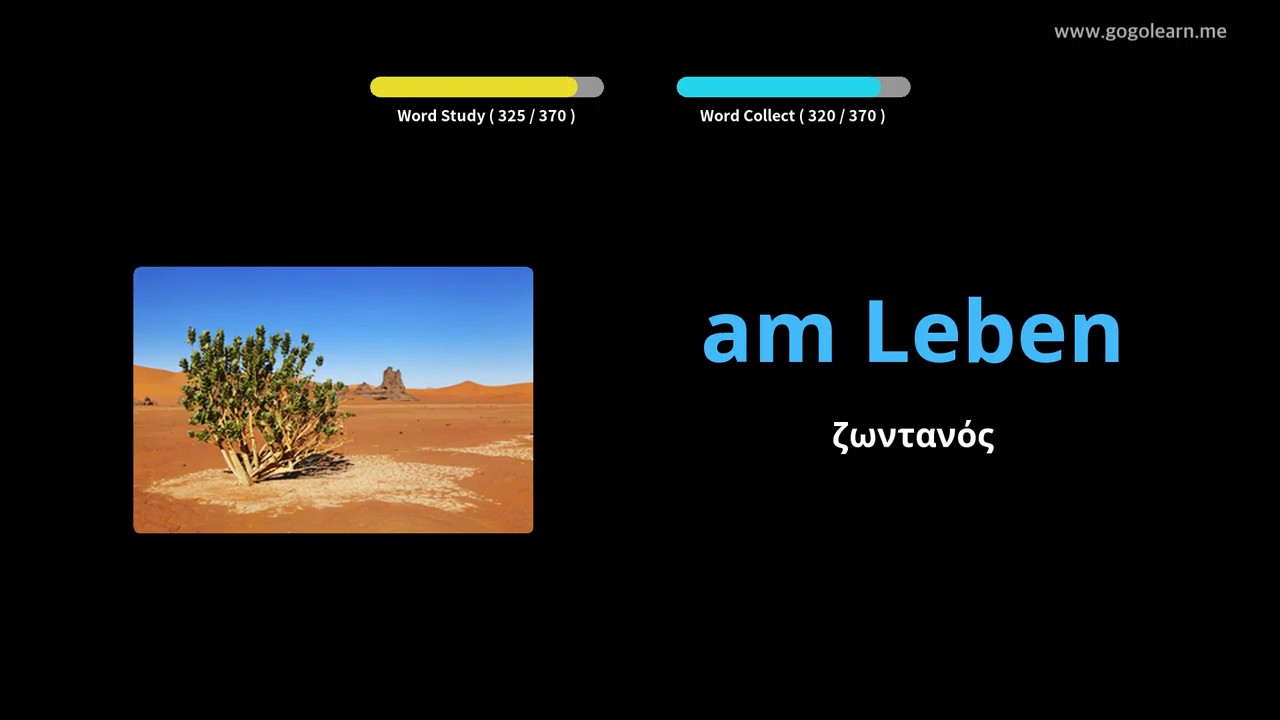 www.gogolearn.me
Word Study ( 325 / 370 )
Word Collect ( 320 / 370 )
am Leben
ζωντανός